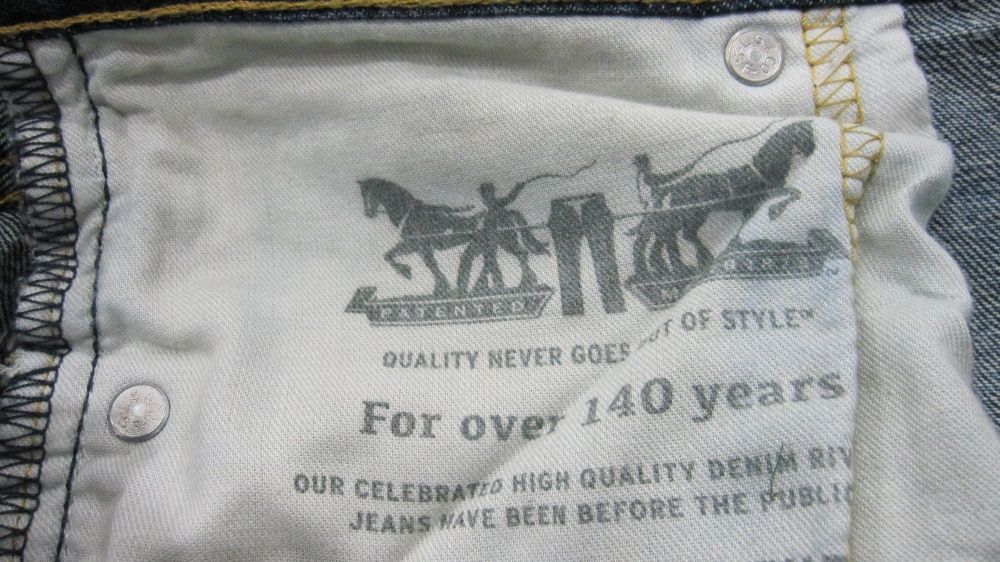 PATENTED
QUALITY NEVER GOES OUT OF STYLE™
For over 140 years
OUR CELEBRATED HIGH QUALITY DENIM RIV
JEANS HAVE BEEN BEFORE THE PUBLIC